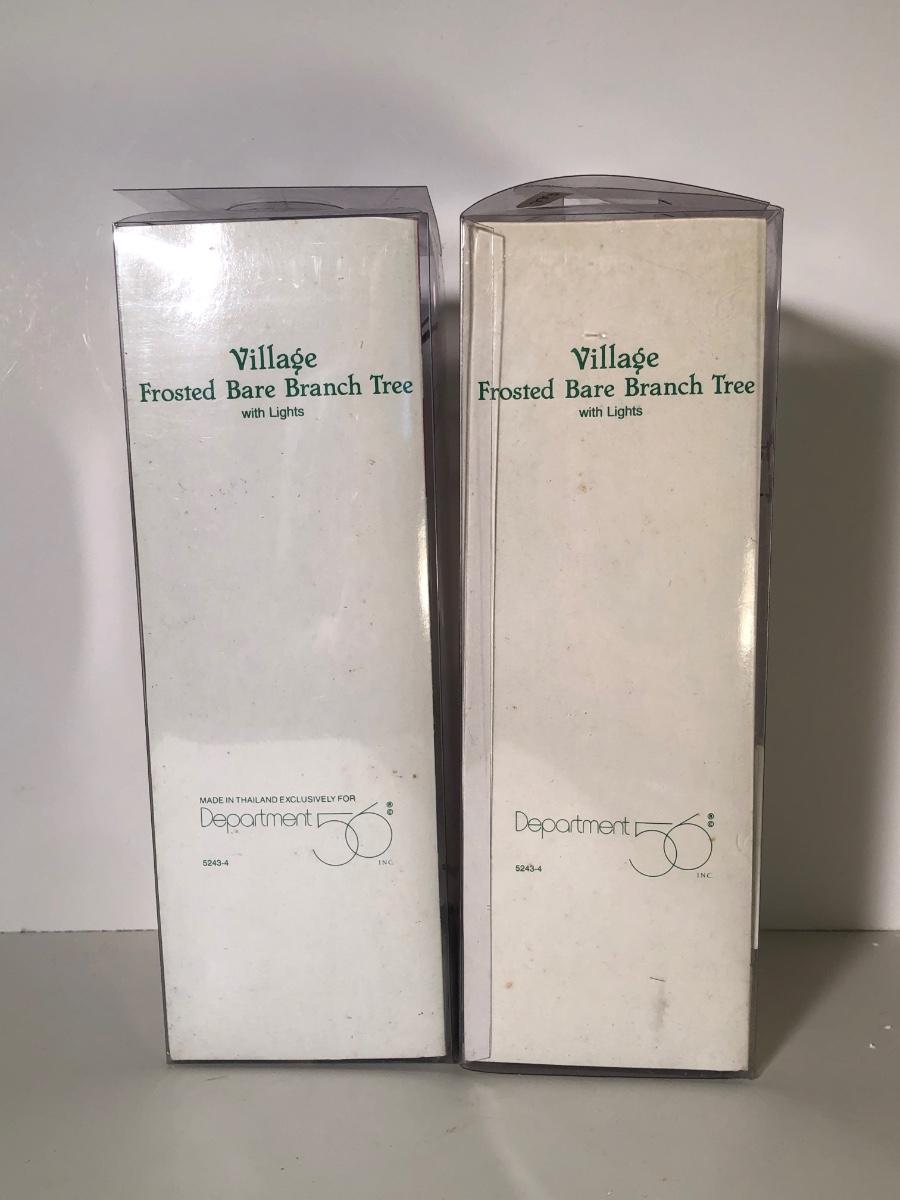 Village
Frosted Bare Branch Tree
with Lights
MADE IN THAILAND EXCLUSIVELY FOR
Department 56 ® ©
INC.
5243-4
Village
Frosted Bare Branch Tree
with Lights
Department 56 ® ©
INC.
5243-4